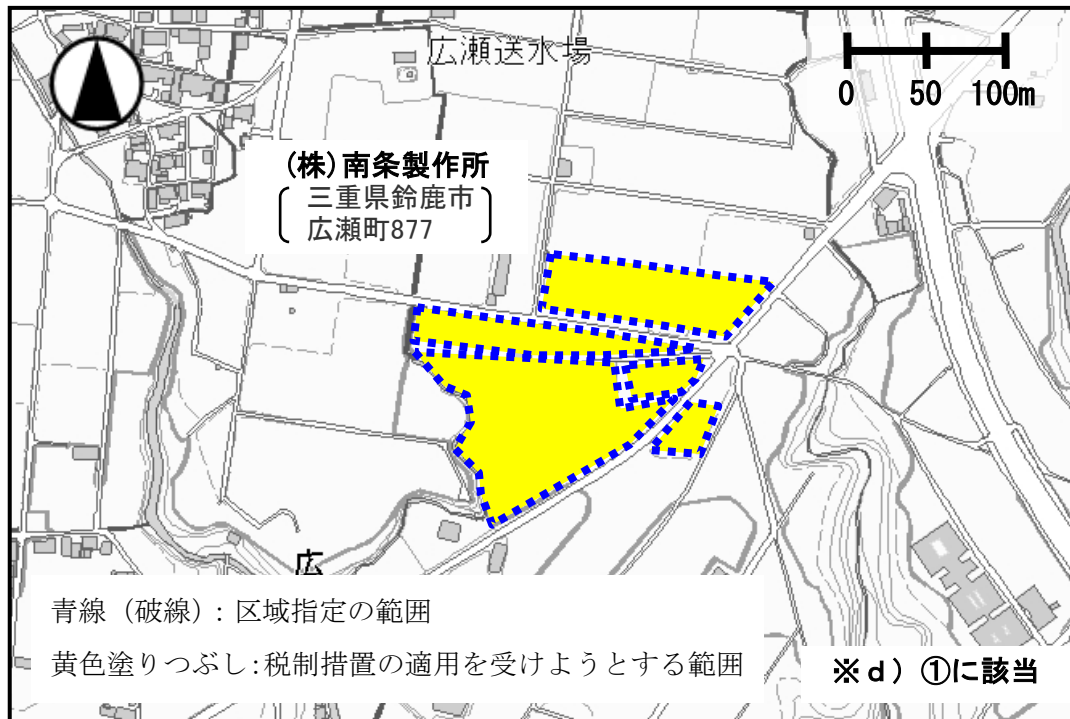 広瀬送水場
0 50 100m
(株)南条製作所
三重県鈴鹿市
広瀬町877
広
青線（破線）: 区域指定の範囲
黄色塗りつぶし:税制措置の適用を受けようとする範囲
※ｄ）①に該当